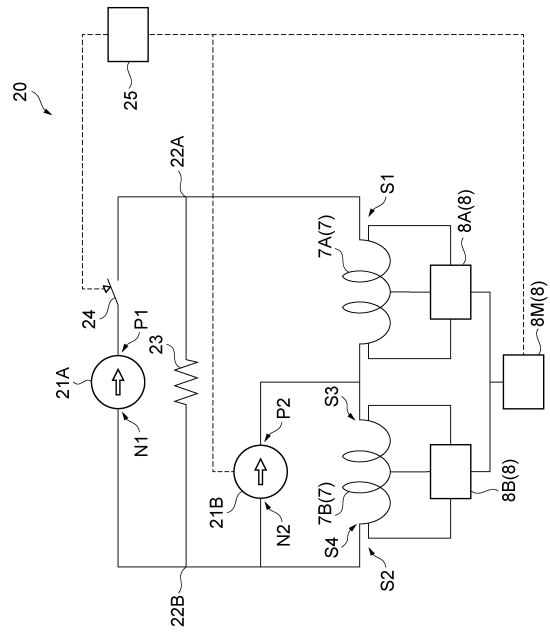 20
25
22A
S1
7A(7)
8A(8)
24
P1
23
21A
N1
8M(8)
P2
S3
21B
N2
7B(7)
S4
8B(8)
22B
S2